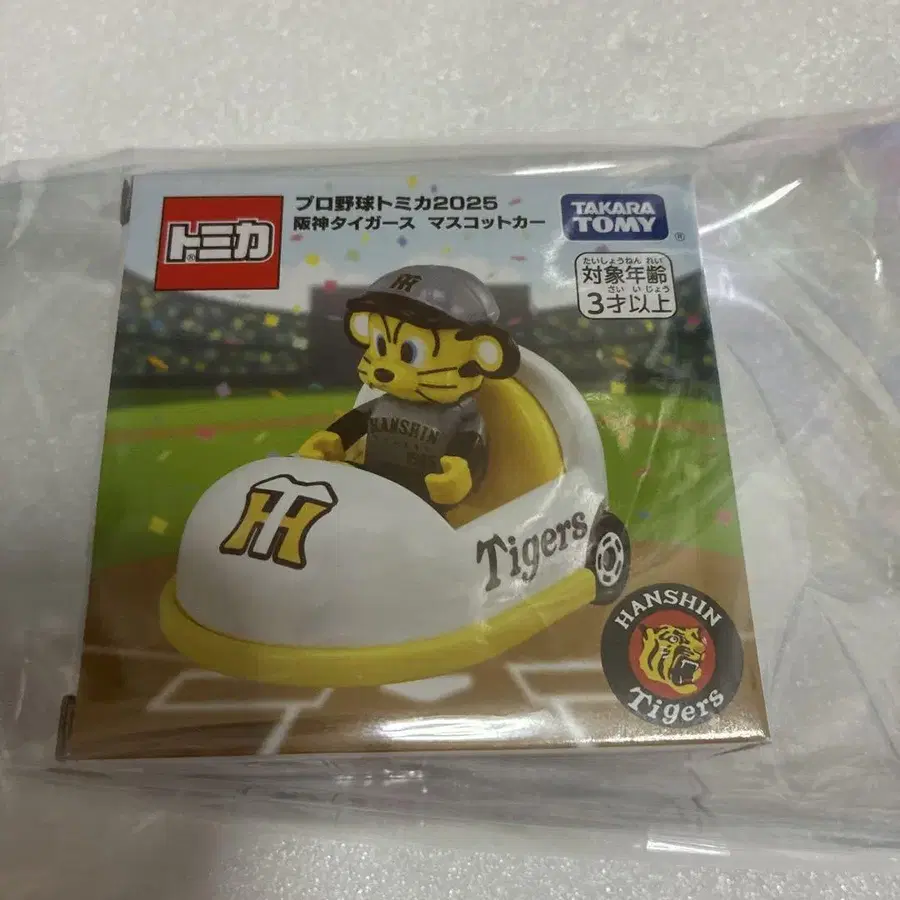 トミカ
®
プロ野球トミカ2025
阪神タイガース マスコットカー
TAKARA
TOMY
®
たいしょうねん れい
対象年齢
さい い じょう
3才以上
HANSHIN
Tigers
HANSHIN
Tigers